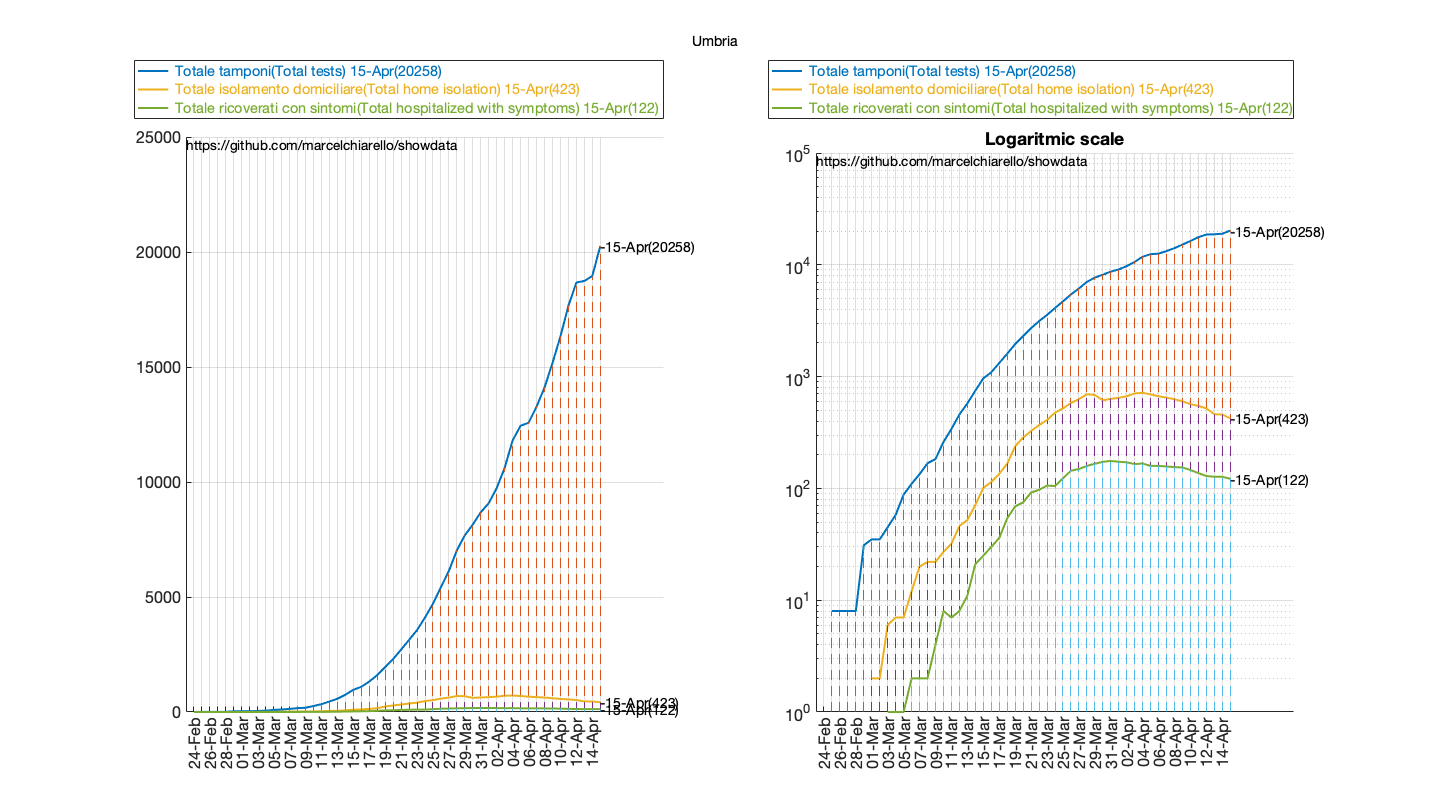 Umbria
Totale tamponi(Total tests) 15-Apr(20258)
Totale isolamento domiciliare(Total home isolation) 15-Apr(423)
Totale ricoverati con sintomi(Total hospitalized with symptoms) 15-Apr(122)
25000
https://github.com/marcelchiarello/showdata
20000
15-Apr(20258)
15000
10000
5000
0
15-Apr(423)
15-Apr(122)
24-Feb
26-Feb
28-Feb
01-Mar
03-Mar
05-Mar
07-Mar
09-Mar
11-Mar
13-Mar
15-Mar
17-Mar
19-Mar
21-Mar
23-Mar
25-Mar
27-Mar
29-Mar
31-Mar
02-Apr
04-Apr
06-Apr
08-Apr
10-Apr
12-Apr
14-Apr
Totale tamponi(Total tests) 15-Apr(20258)
Totale isolamento domiciliare(Total home isolation) 15-Apr(423)
Totale ricoverati con sintomi(Total hospitalized with symptoms) 15-Apr(122)
Logaritmic scale
10^5
https://github.com/marcelchiarello/showdata
15-Apr(20258)
10^4
10^3
15-Apr(423)
15-Apr(122)
10^2
10^1
10^0
24-Feb
26-Feb
28-Feb
01-Mar
03-Mar
05-Mar
07-Mar
09-Mar
11-Mar
13-Mar
15-Mar
17-Mar
19-Mar
21-Mar
23-Mar
25-Mar
27-Mar
29-Mar
31-Mar
02-Apr
04-Apr
06-Apr
08-Apr
10-Apr
12-Apr
14-Apr